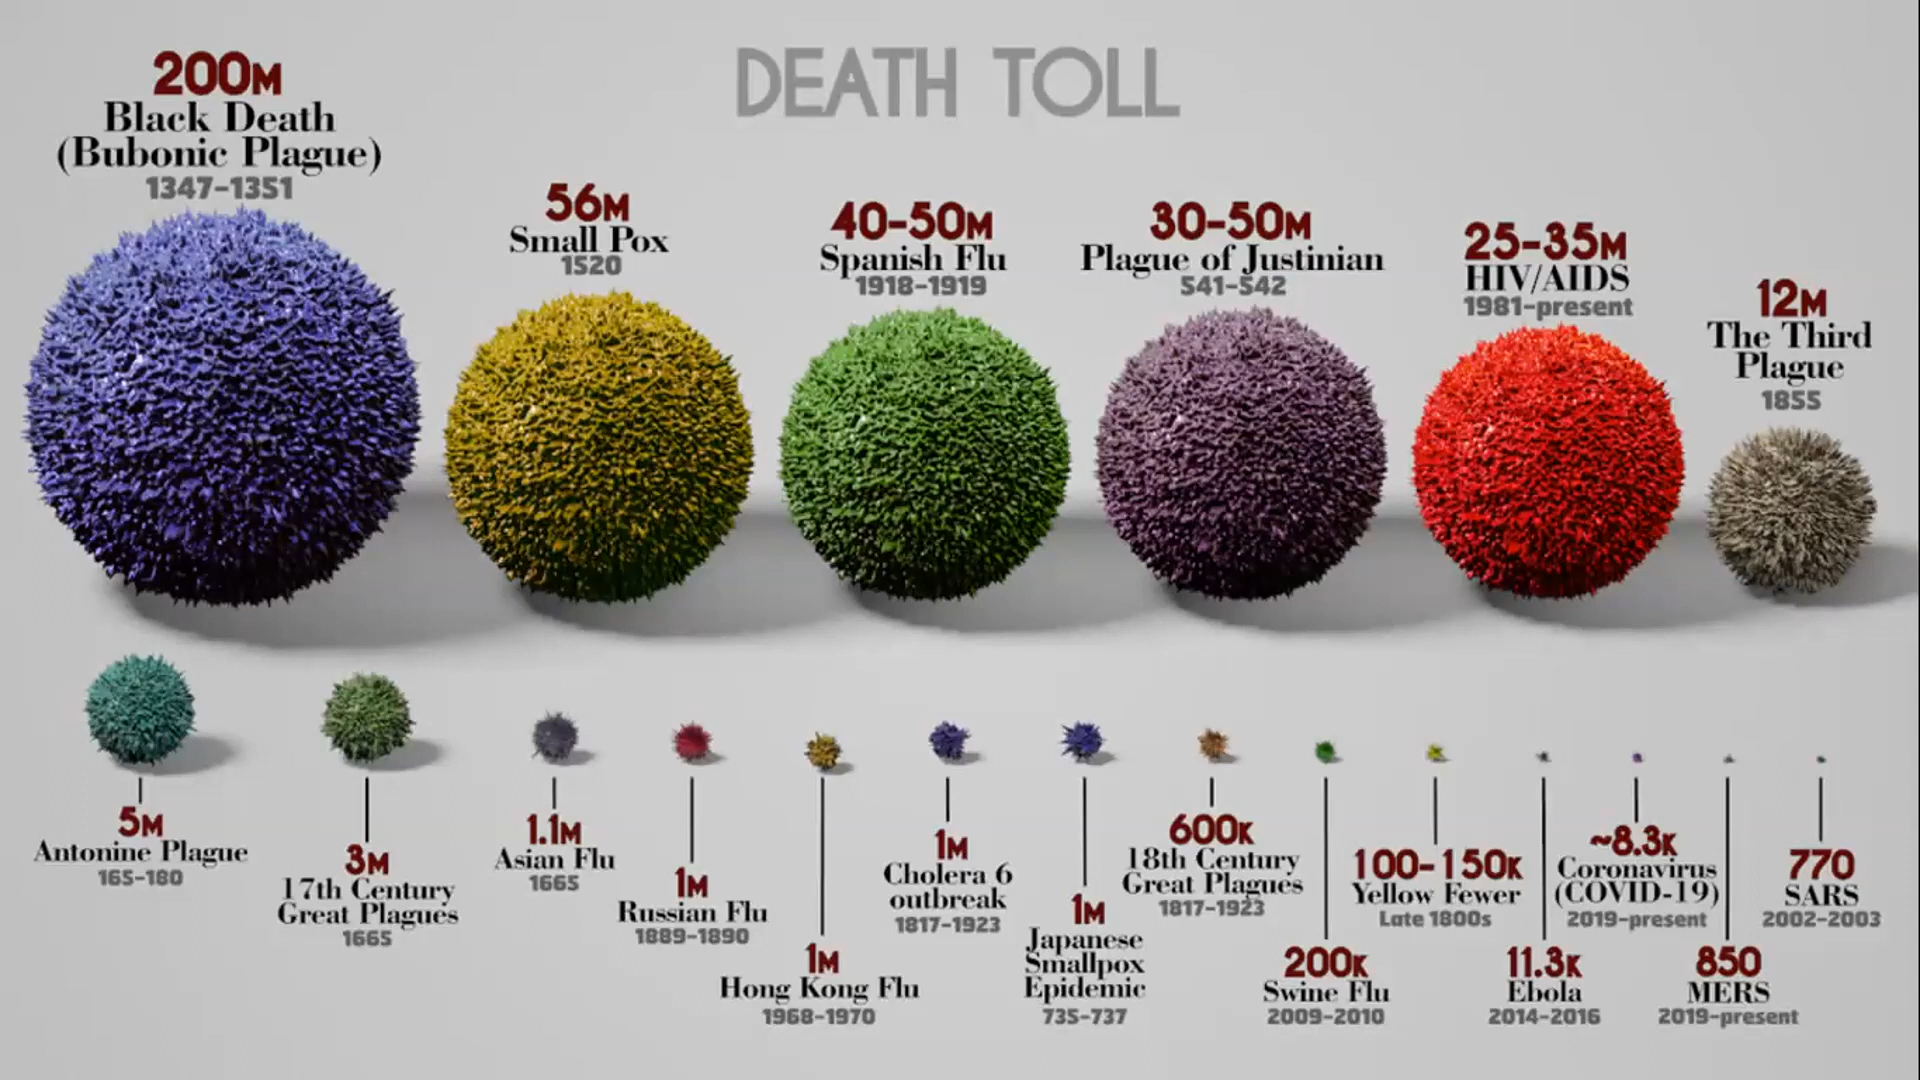 DEATH TOLL
200M
Black Death
(Bubonic Plague)
1347-1351
56M
Small Pox
1520
40-50M
Spanish Flu
1918-1919
30-50M
Plague of Justinian
541-542
25-35M
HIV/AIDS
1981-present
12M
The Third
Plague
1855
5M
Antonine Plague
165-180
3M
17th Century
Great Plagues
1665
1.1M
Asian Flu
1665
1M
Russian Flu
1889-1890
1M
Hong Kong Flu
1968-1970
1M
Cholera 6
outbreak
1817-1923
1M
Japanese
Smallpox
Epidemic
735-737
600K
18th Century
Great Plagues
1817-1923
200K
Swine Flu
2009-2010
100-150K
Yellow Fewer
Late 1800s
11.3K
Ebola
2014-2016
~8.3K
Coronavirus
(COVID-19)
2019-present
850
MERS
2019-present
770
SARS
2002-2003